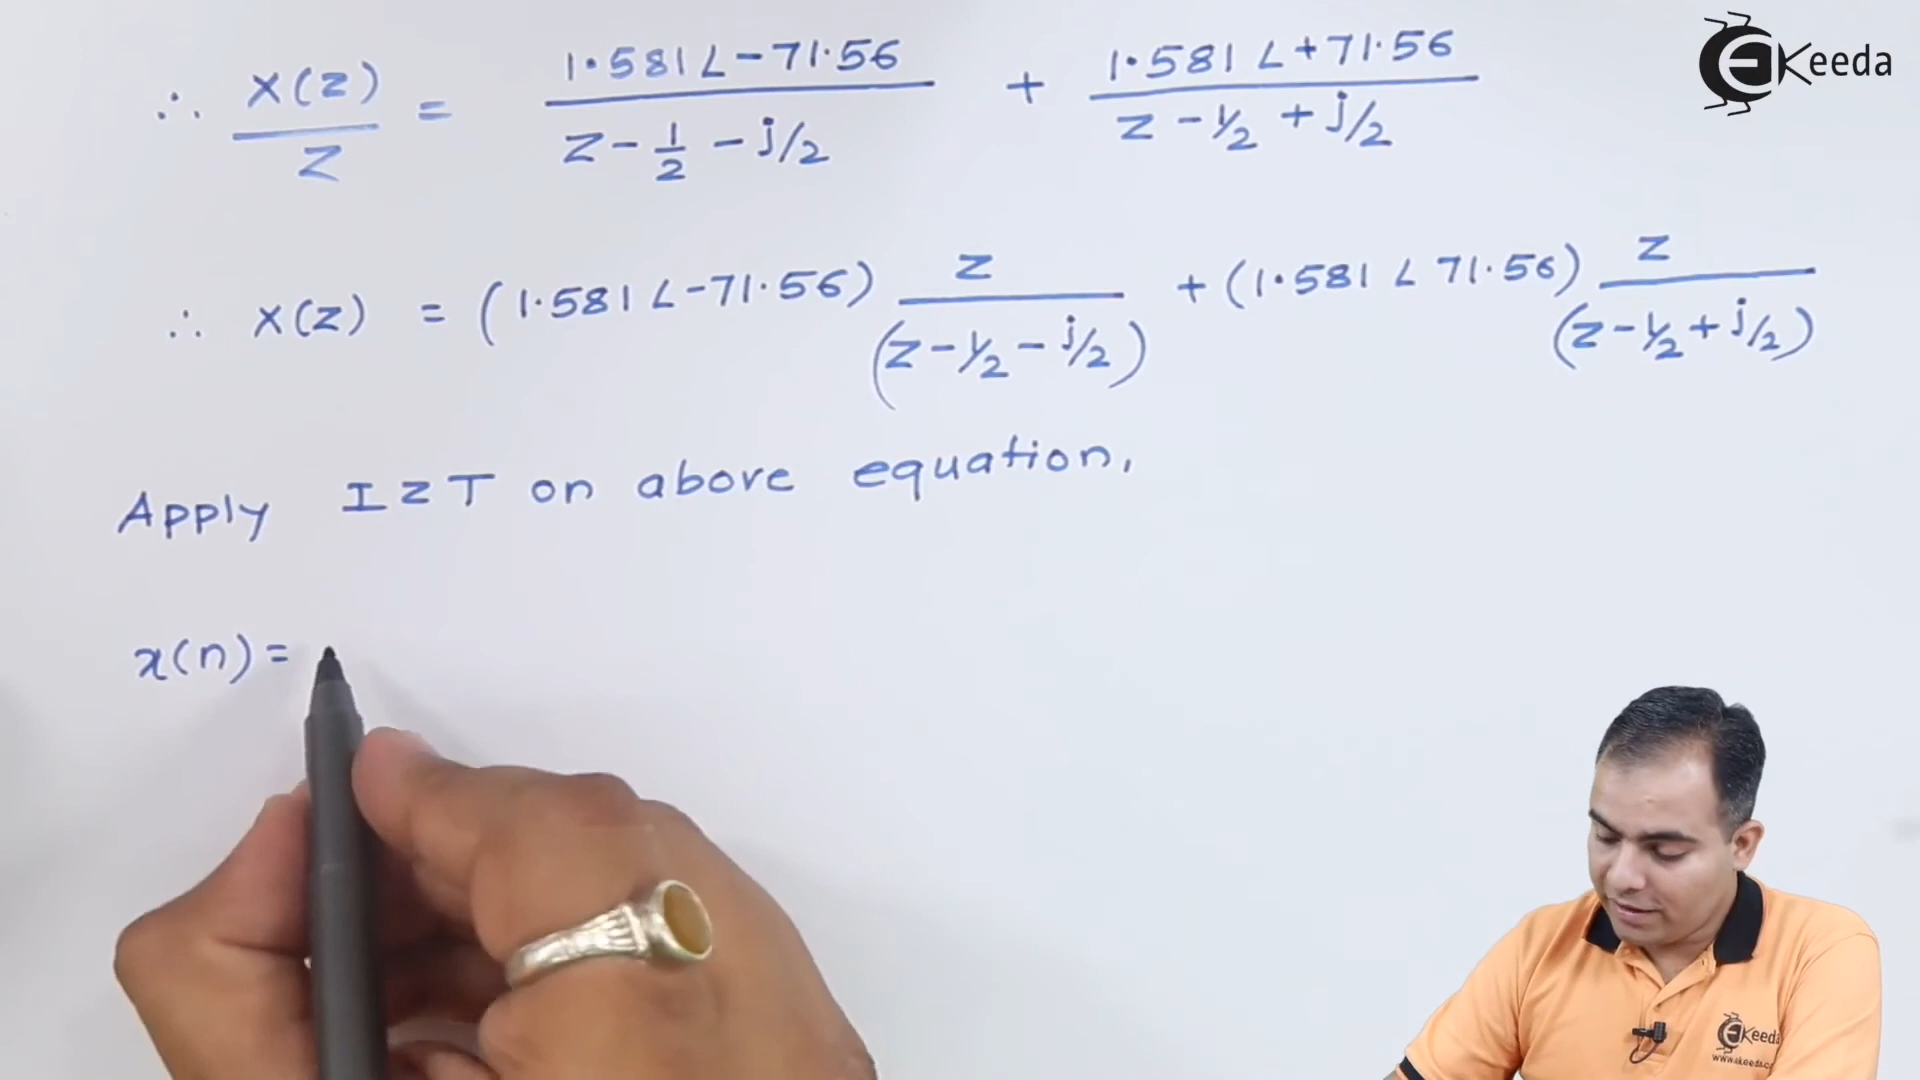 EKeeda
∴ X(Z)/Z = 1.581∠-71.56/(Z-1/2-j/2) + 1.581∠+71.56/(Z-1/2+j/2)
∴ X(Z) = (1.581∠-71.56) Z/(Z-1/2-j/2) + (1.581∠71.56) Z/(Z-1/2+j/2)
Apply IZT on above equation,
x(n)=
EKeeda